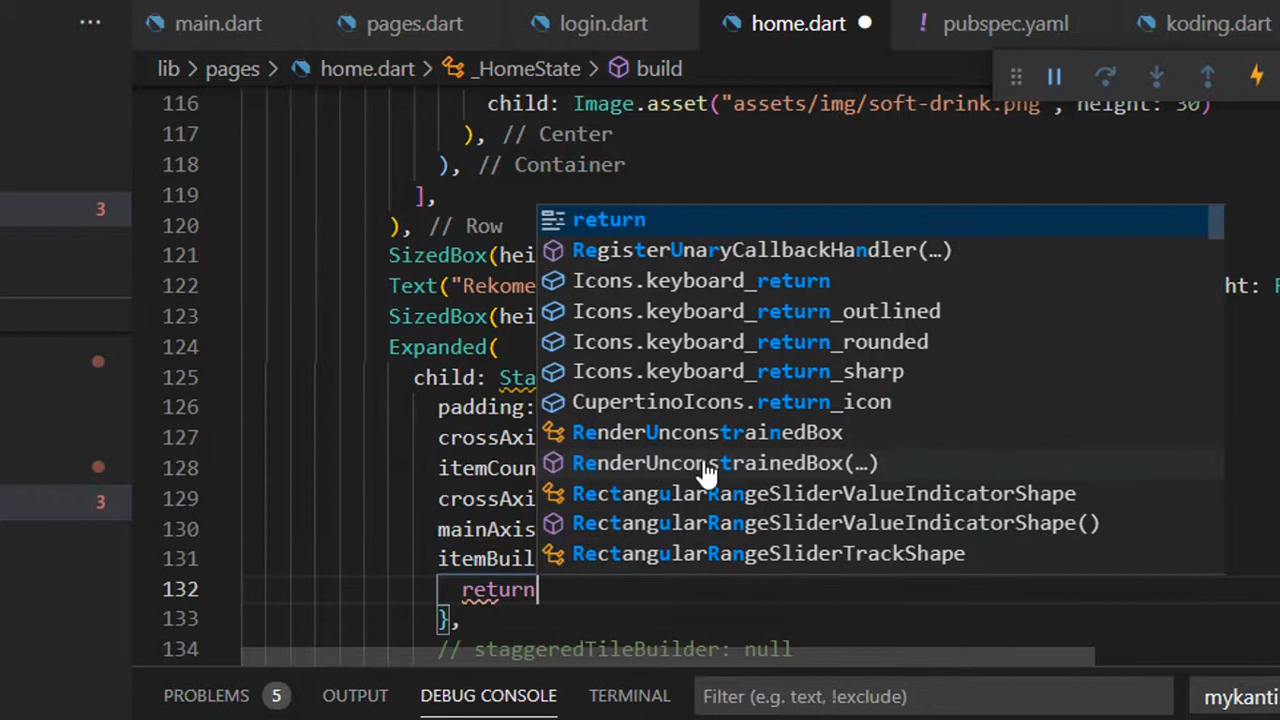 main.dart pages.dart login.dart home.dart pubspec.yaml koding.dart
lib > pages > home.dart > _HomeState > build
116 child: Image.asset("assets/img/soft-drink.png", height: 30)
117 ), // Center
118 ), // Container
3 119 ],
120 ), // Row
121 SizedBox(hei
122 Text("Rekome ght:
123 SizedBox(hei
124 Expanded(
125 child: Sta
126 padding:
127 crossAxi
128 itemCoun
3 129 crossAxi
130 mainAxis
131 itemBuil
132 return
133 },
134 // staggeredTileBuilder: null
return
RegisterUnaryCallbackHandler(…)
Icons.keyboard_return
Icons.keyboard_return_outlined
Icons.keyboard_return_rounded
Icons.keyboard_return_sharp
CupertinoIcons.return_icon
RenderUnconstrainedBox
RenderUnconstrainedBox(…)
RectangularRangeSliderValueIndicatorShape
RectangularRangeSliderValueIndicatorShape()
RectangularRangeSliderTrackShape
PROBLEMS 5 OUTPUT DEBUG CONSOLE TERMINAL Filter (e.g. text, !exclude) mykanti